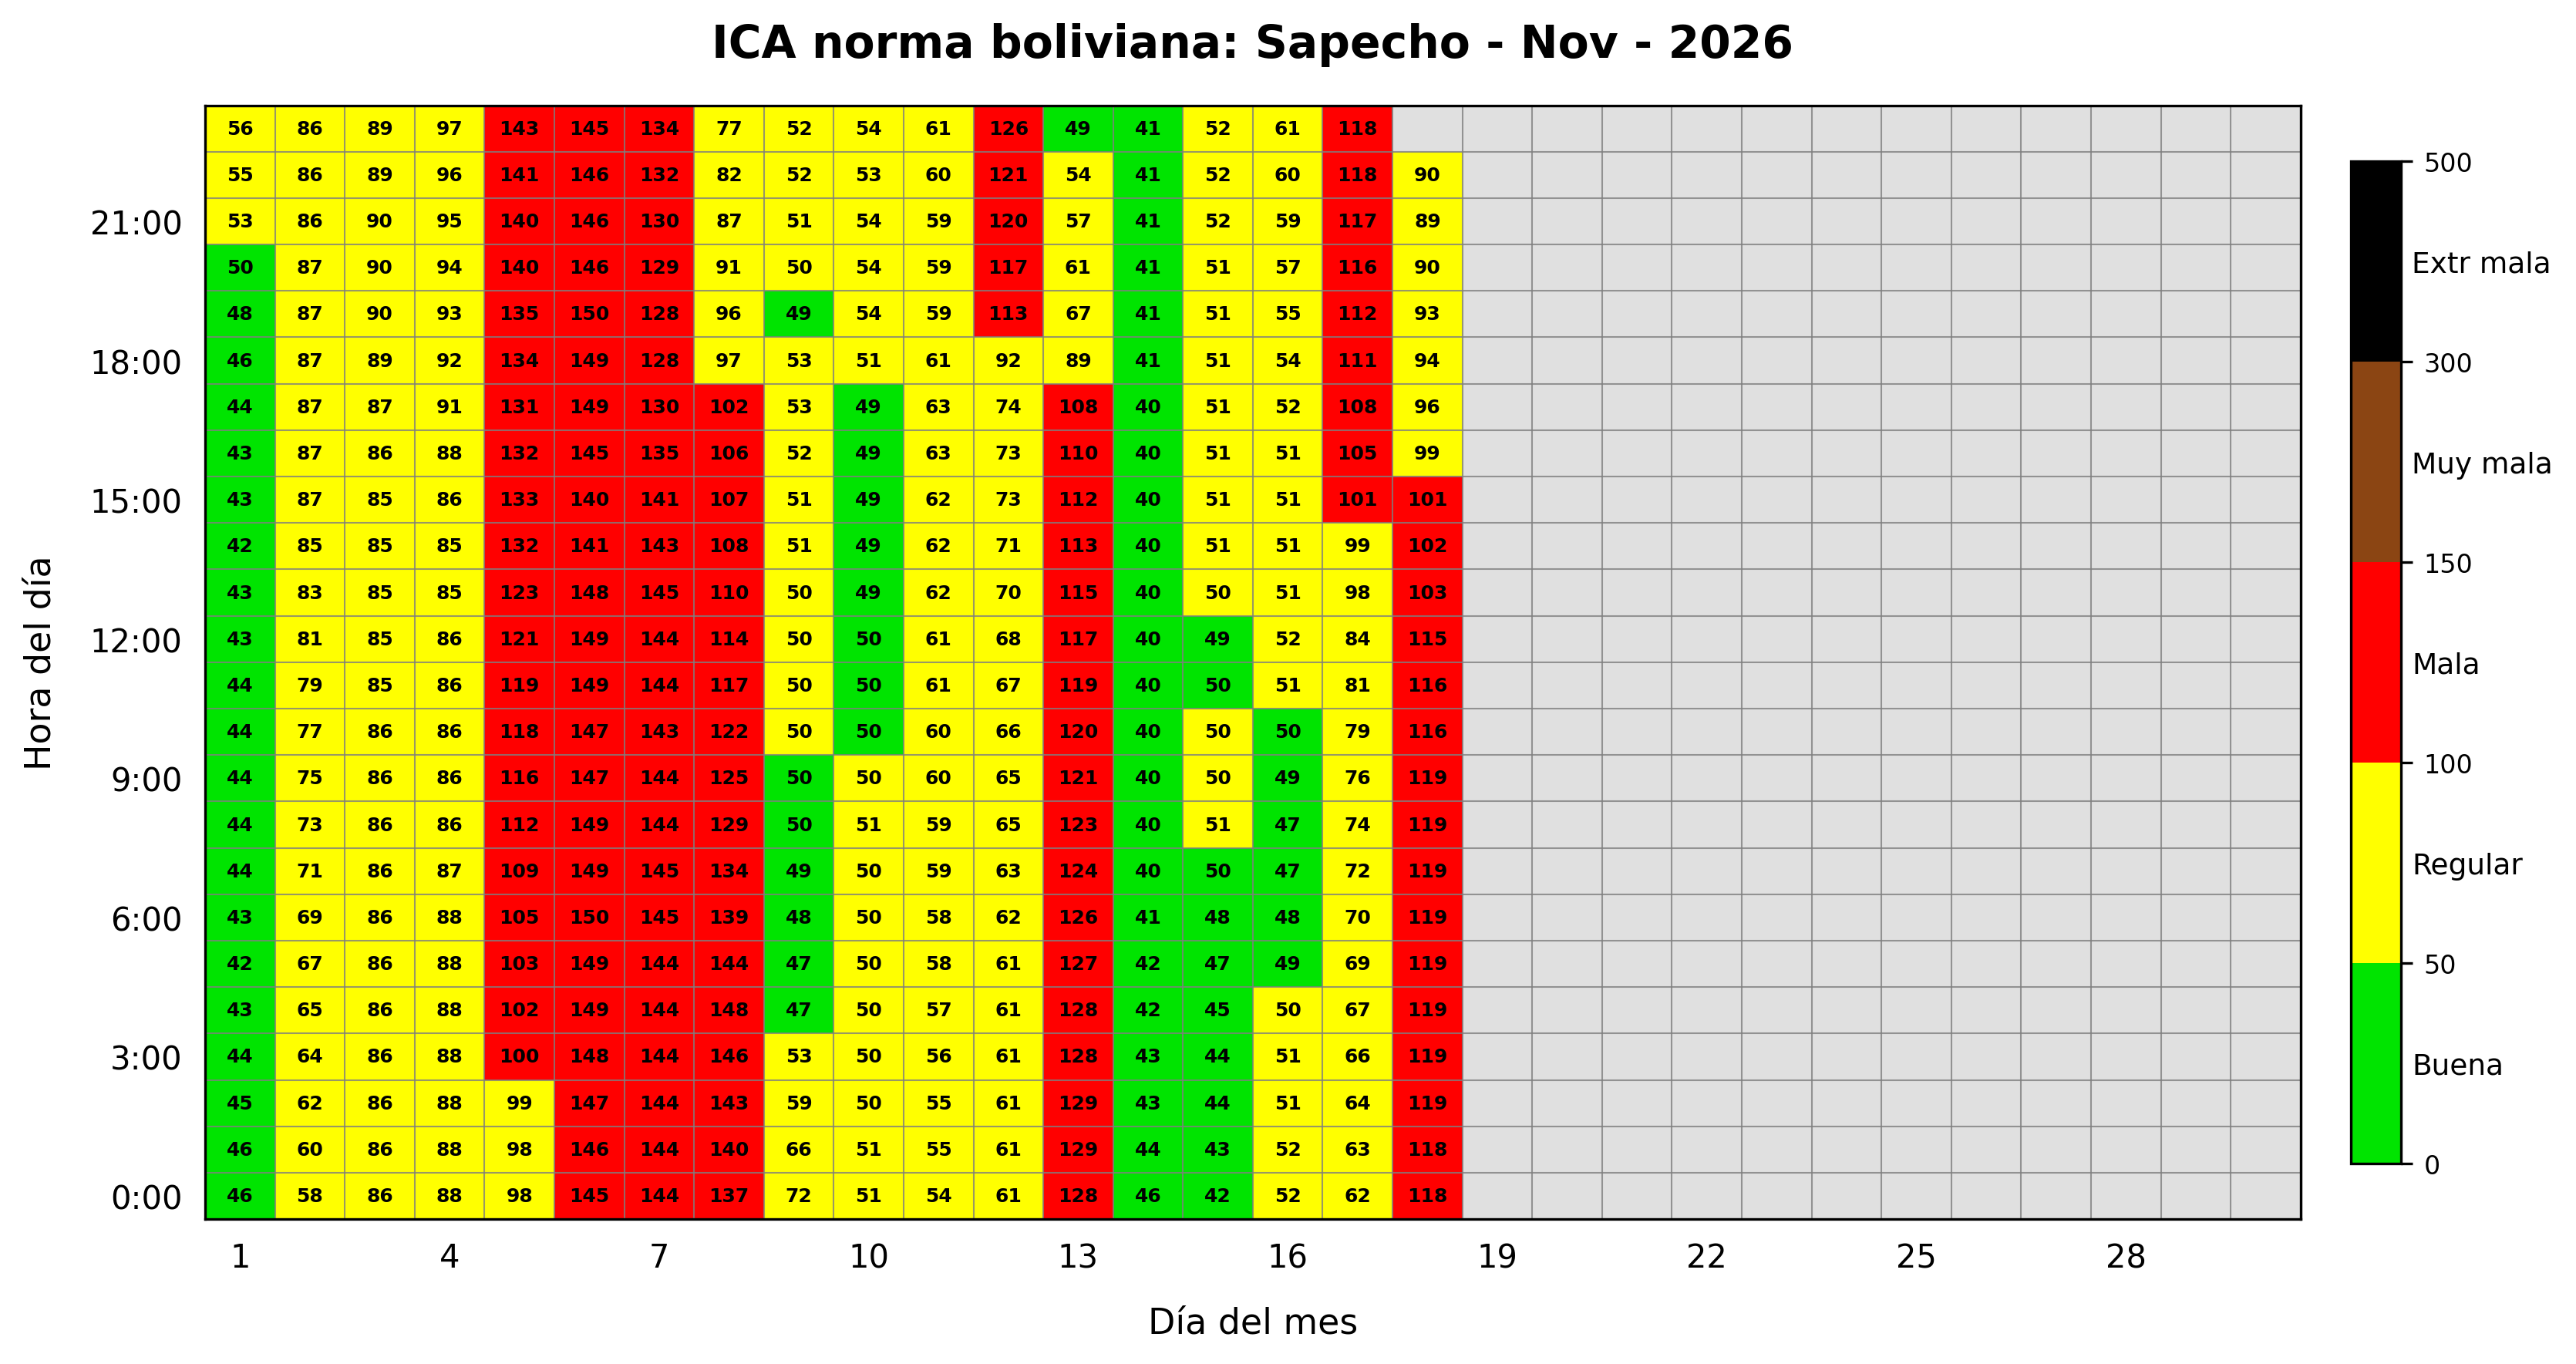 ICA norma boliviana: Sapecho - Nov - 2026
56 86 89 97 143 145 134 77 52 54 61 126 49 41 52 61 118
55 86 89 96 141 146 132 82 52 53 60 121 54 41 52 60 118 90
21:00 53 86 90 95 140 146 130 87 51 54 59 120 57 41 52 59 117 89
50 87 90 94 140 146 129 91 50 54 59 117 61 41 51 57 116 90
48 87 90 93 135 150 128 96 49 54 59 113 67 41 51 55 112 93
18:00 46 87 89 92 134 149 128 97 53 51 61 92 89 41 51 54 111 94
44 87 87 91 131 149 130 102 53 49 63 74 108 40 51 52 108 96
43 87 86 88 132 145 135 106 52 49 63 73 110 40 51 51 105 99
15:00 43 87 85 86 133 140 141 107 51 49 62 73 112 40 51 51 101 101
42 85 85 85 132 141 143 108 51 49 62 71 113 40 51 51 99 102
43 83 85 85 123 148 145 110 50 49 62 70 115 40 50 51 98 103
12:00 43 81 85 86 121 149 144 114 50 50 61 68 117 40 49 52 84 115
44 79 85 86 119 149 144 117 50 50 61 67 119 40 50 51 81 116
44 77 86 86 118 147 143 122 50 50 60 66 120 40 50 50 79 116
9:00 44 75 86 86 116 147 144 125 50 50 60 65 121 40 50 49 76 119
44 73 86 86 112 149 144 129 50 51 59 65 123 40 51 47 74 119
44 71 86 87 109 149 145 134 49 50 59 63 124 40 50 47 72 119
6:00 43 69 86 88 105 150 145 139 48 50 58 62 126 41 48 48 70 119
42 67 86 88 103 149 144 144 47 50 58 61 127 42 47 49 69 119
43 65 86 88 102 149 144 148 47 50 57 61 128 42 45 50 67 119
3:00 44 64 86 88 100 148 144 146 53 50 56 61 128 43 44 51 66 119
45 62 86 88 99 147 144 143 59 50 55 61 129 43 44 51 64 119
46 60 86 88 98 146 144 140 66 51 55 61 129 44 43 52 63 118
0:00 46 58 86 88 98 145 144 137 72 51 54 61 128 46 42 52 62 118
1 4 7 10 13 16 19 22 25 28
Día del mes
Hora del día
500
Extr mala
300
Muy mala
150
Mala
100
Regular
50
Buena
0